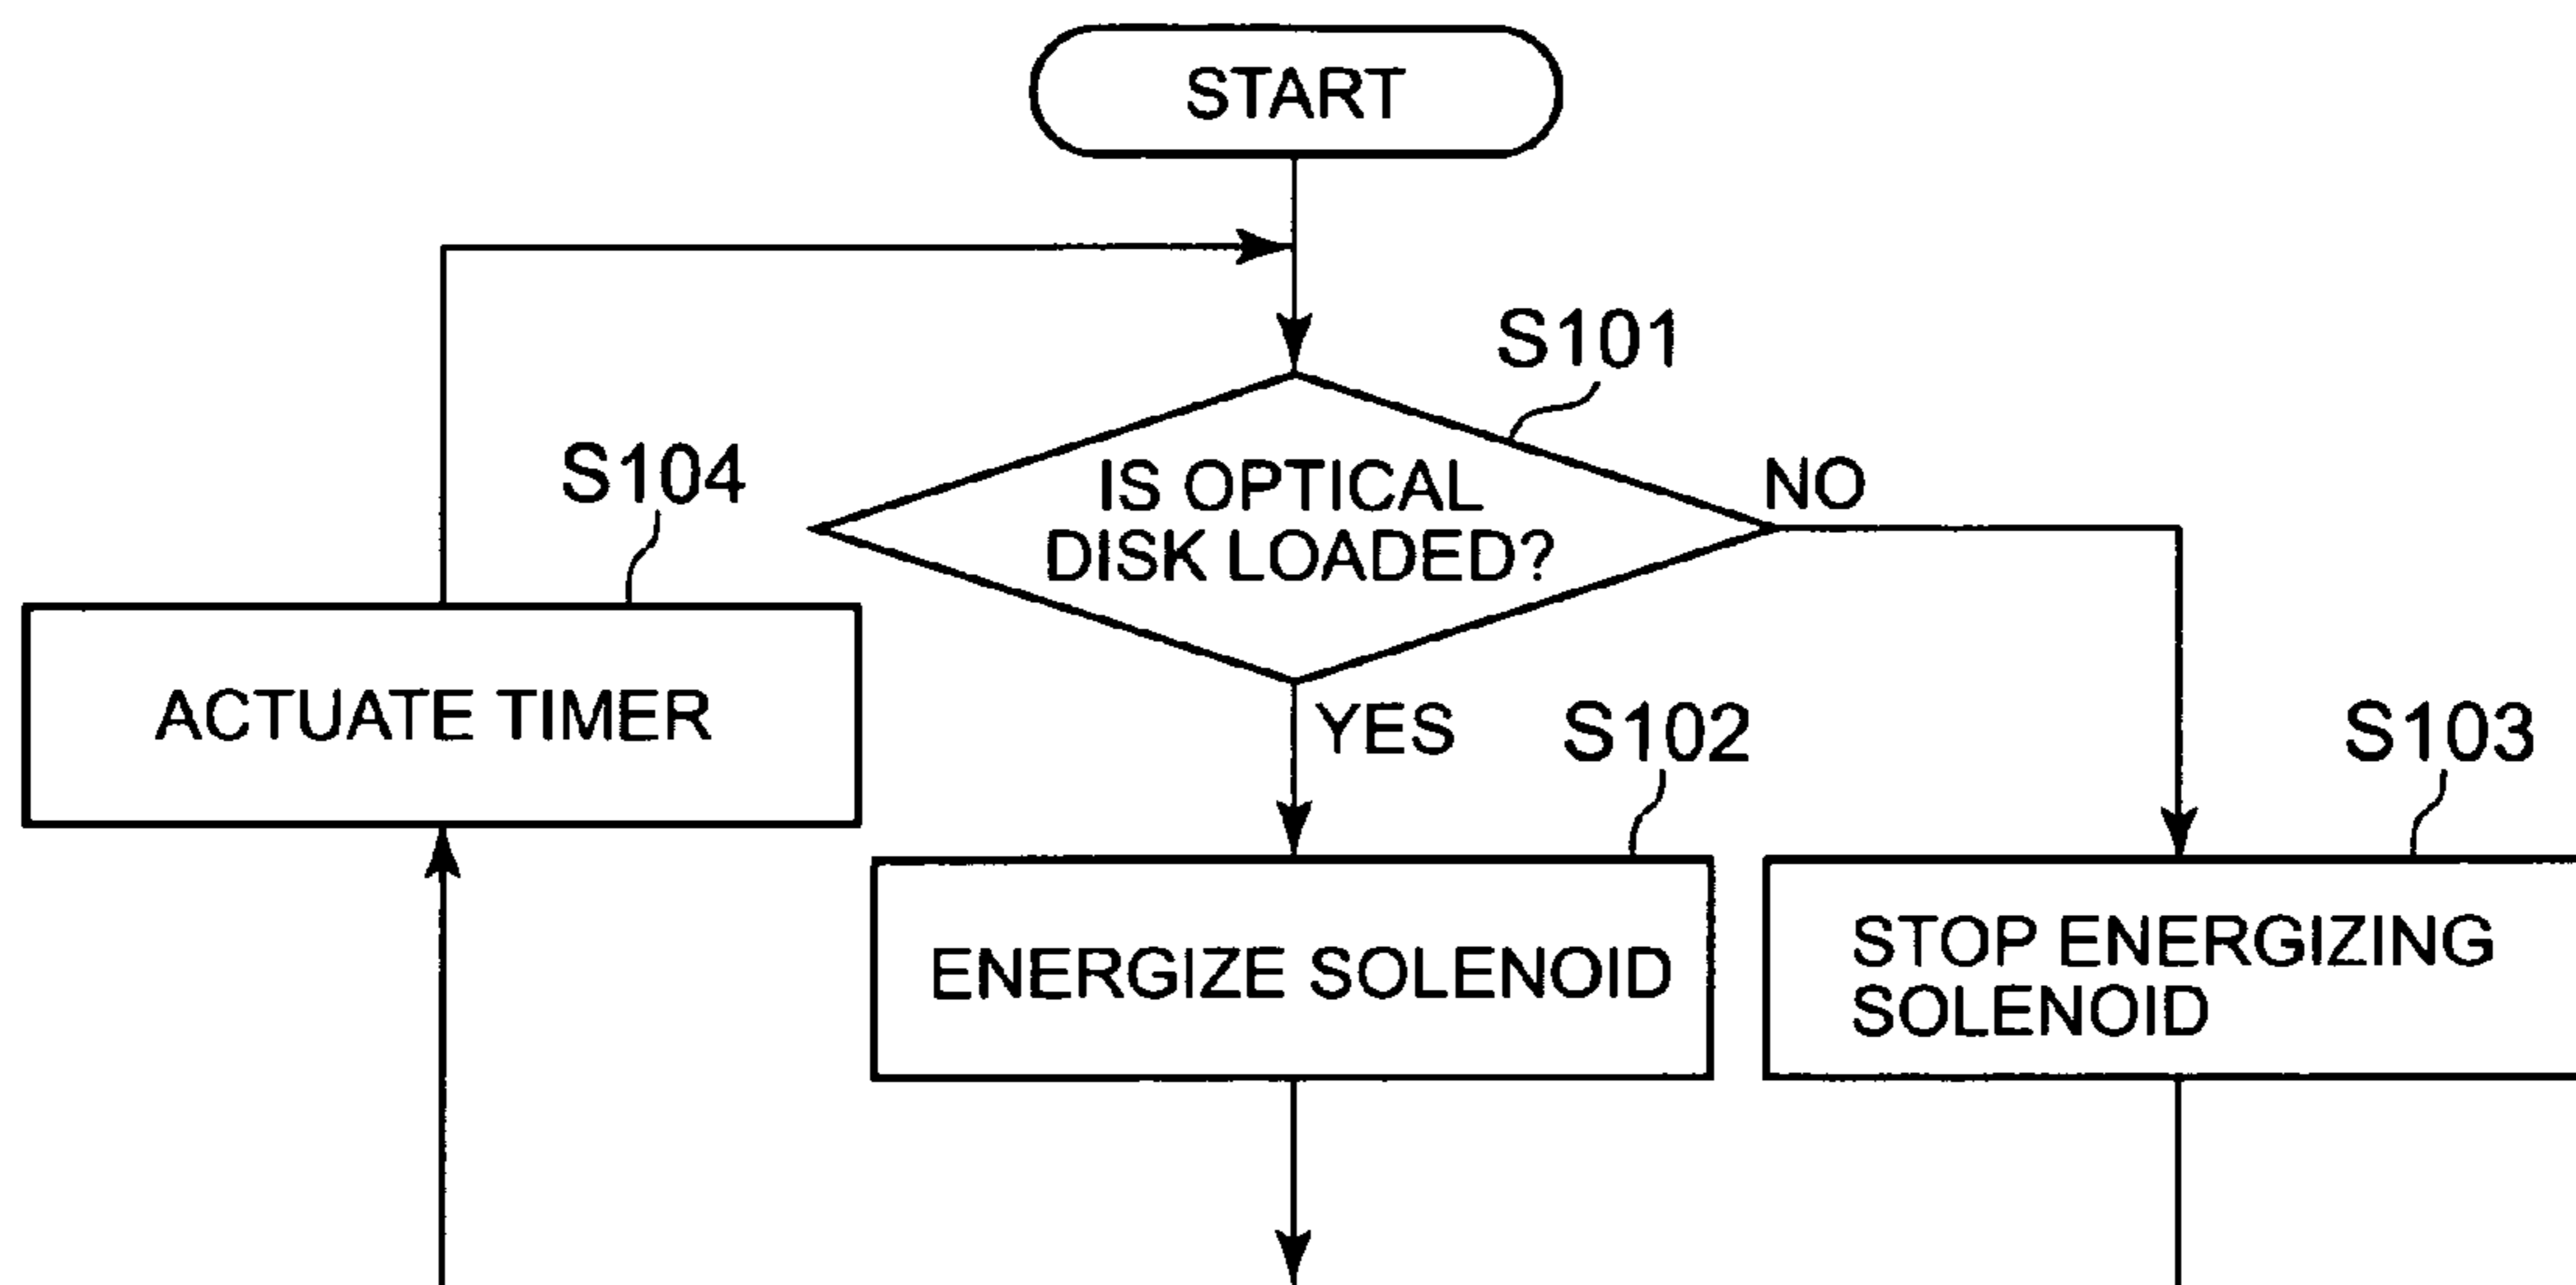 START
S101
IS OPTICAL
DISK LOADED?
NO
S104
ACTUATE TIMER
YES
S102
S103
ENERGIZE SOLENOID
STOP ENERGIZING
SOLENOID